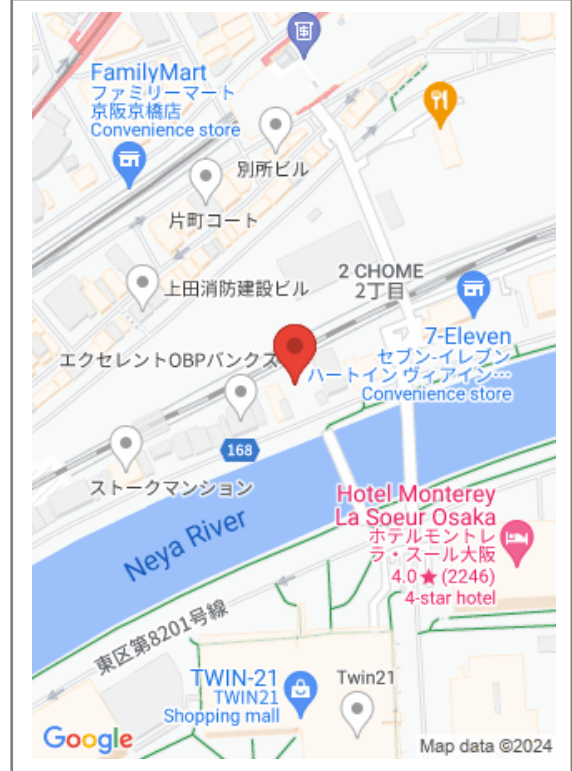 FamilyMart
ファミリーマート
京阪京橋店
Convenience store
別所ビル
片町コート
2 CHOME
2丁目
上田消防建設ビル
7-Eleven
セブン-イレブン
ハートイン ヴィアイン…
Convenience store
エクセレントOBPバンクス
168
ストークマンション
Neya River
Hotel Monterey
La Soeur Osaka
ホテルモントレ
ラ・スール大阪
4.0★(2246)
4-star hotel
東区第8201号線
TWIN-21
TWIN21
Shopping mall
Twin21
Google
Map data ©2024